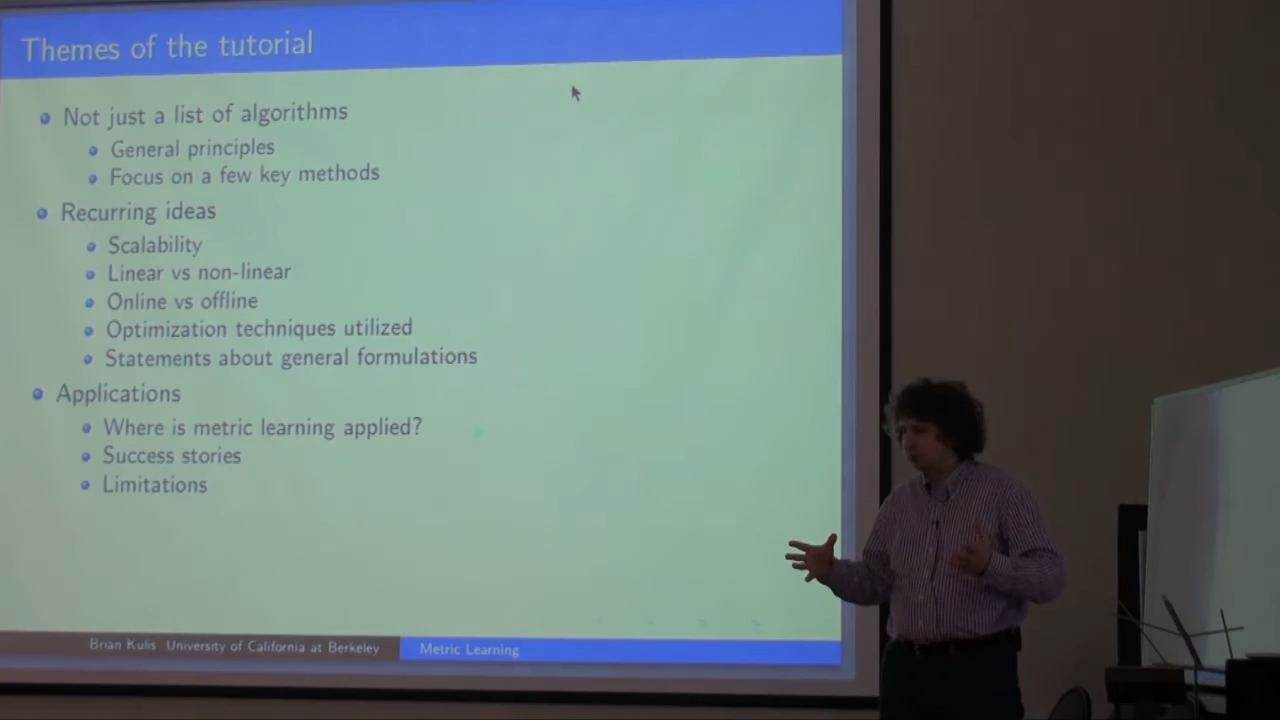 Themes of the tutorial
Not just a list of algorithms
General principles
Focus on a few key methods
Recurring ideas
Scalability
Linear vs non-linear
Online vs offline
Optimization techniques utilized
Statements about general formulations
Applications
Where is metric learning applied?
Success stories
Limitations
Brian Kulis University of California at Berkeley
Metric Learning